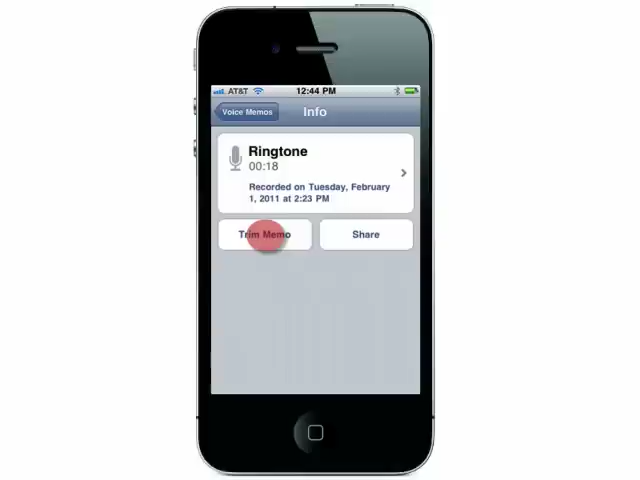 AT&T 12:44 PM
Voice Memos Info
Ringtone
00:18
Recorded on Tuesday, February
1, 2011 at 2:23 PM
Trim Memo Share